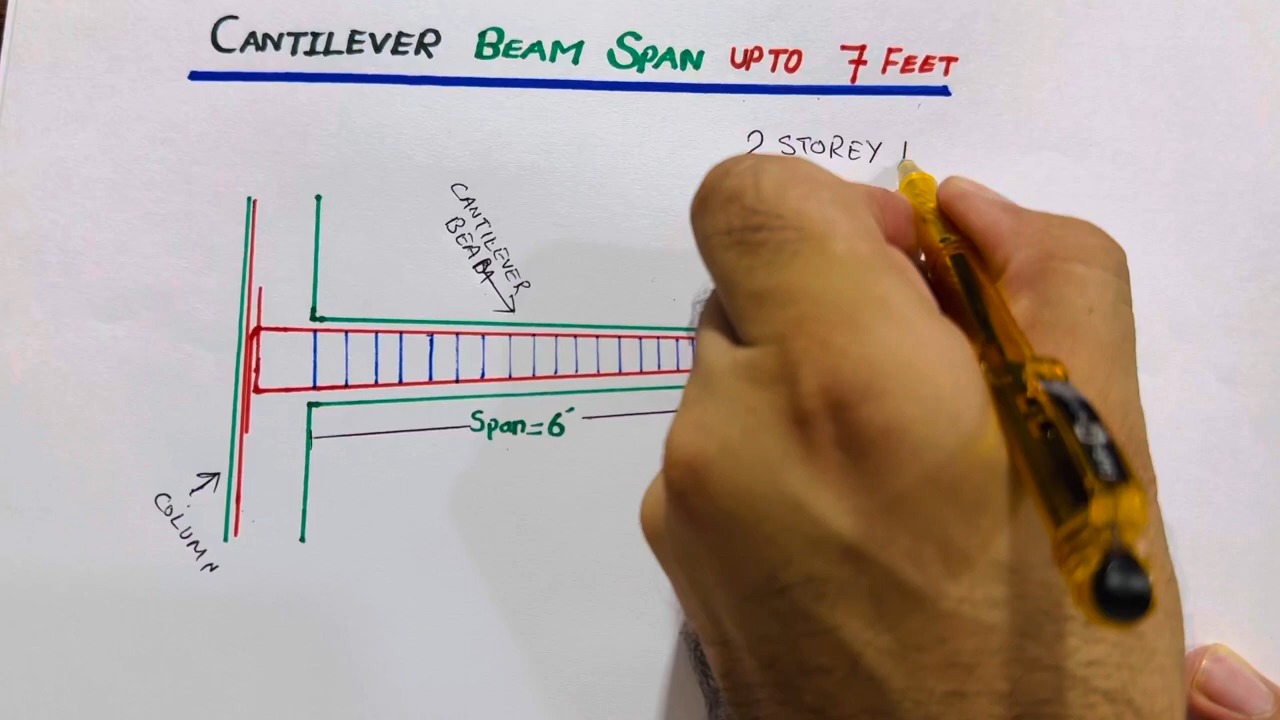 CANTILEVER BEAM SPAN UPTO 7 FEET
2 STOREY
CANTILEVER
BEAM
Span=6'
COLUMN